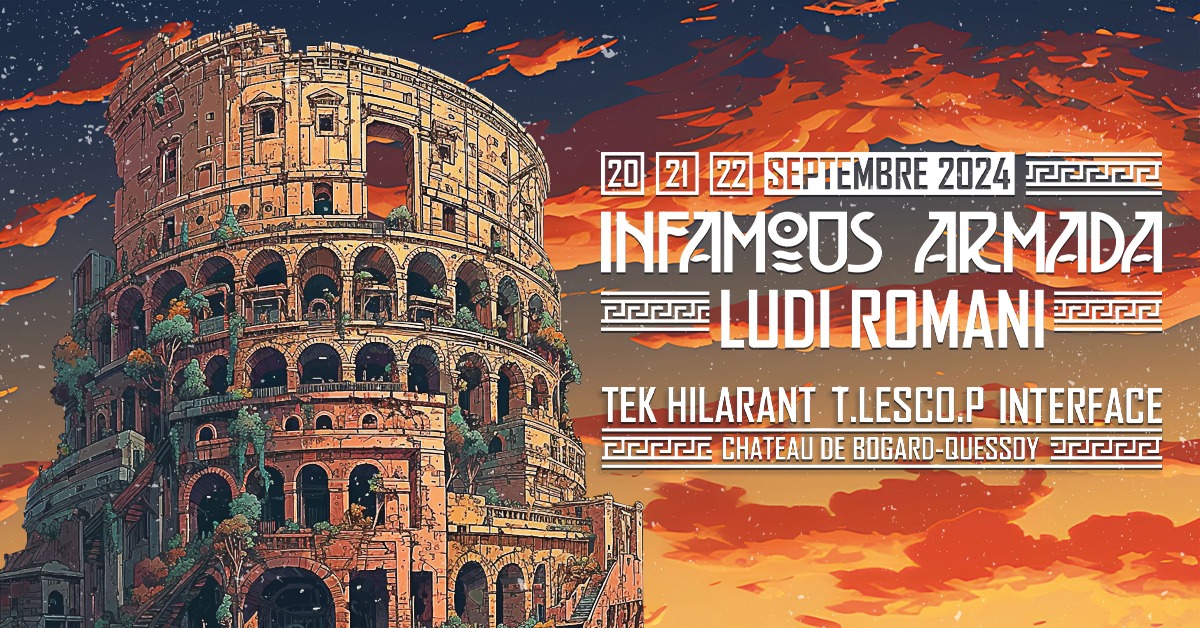 20 21 22 SEPTEMBRE 2024
INFAMOUS ARMADA
LUDI ROMANI
TEK HILARANT T.LESCO.P INTERFACE
CHATEAU DE BOGARD-QUESSOY